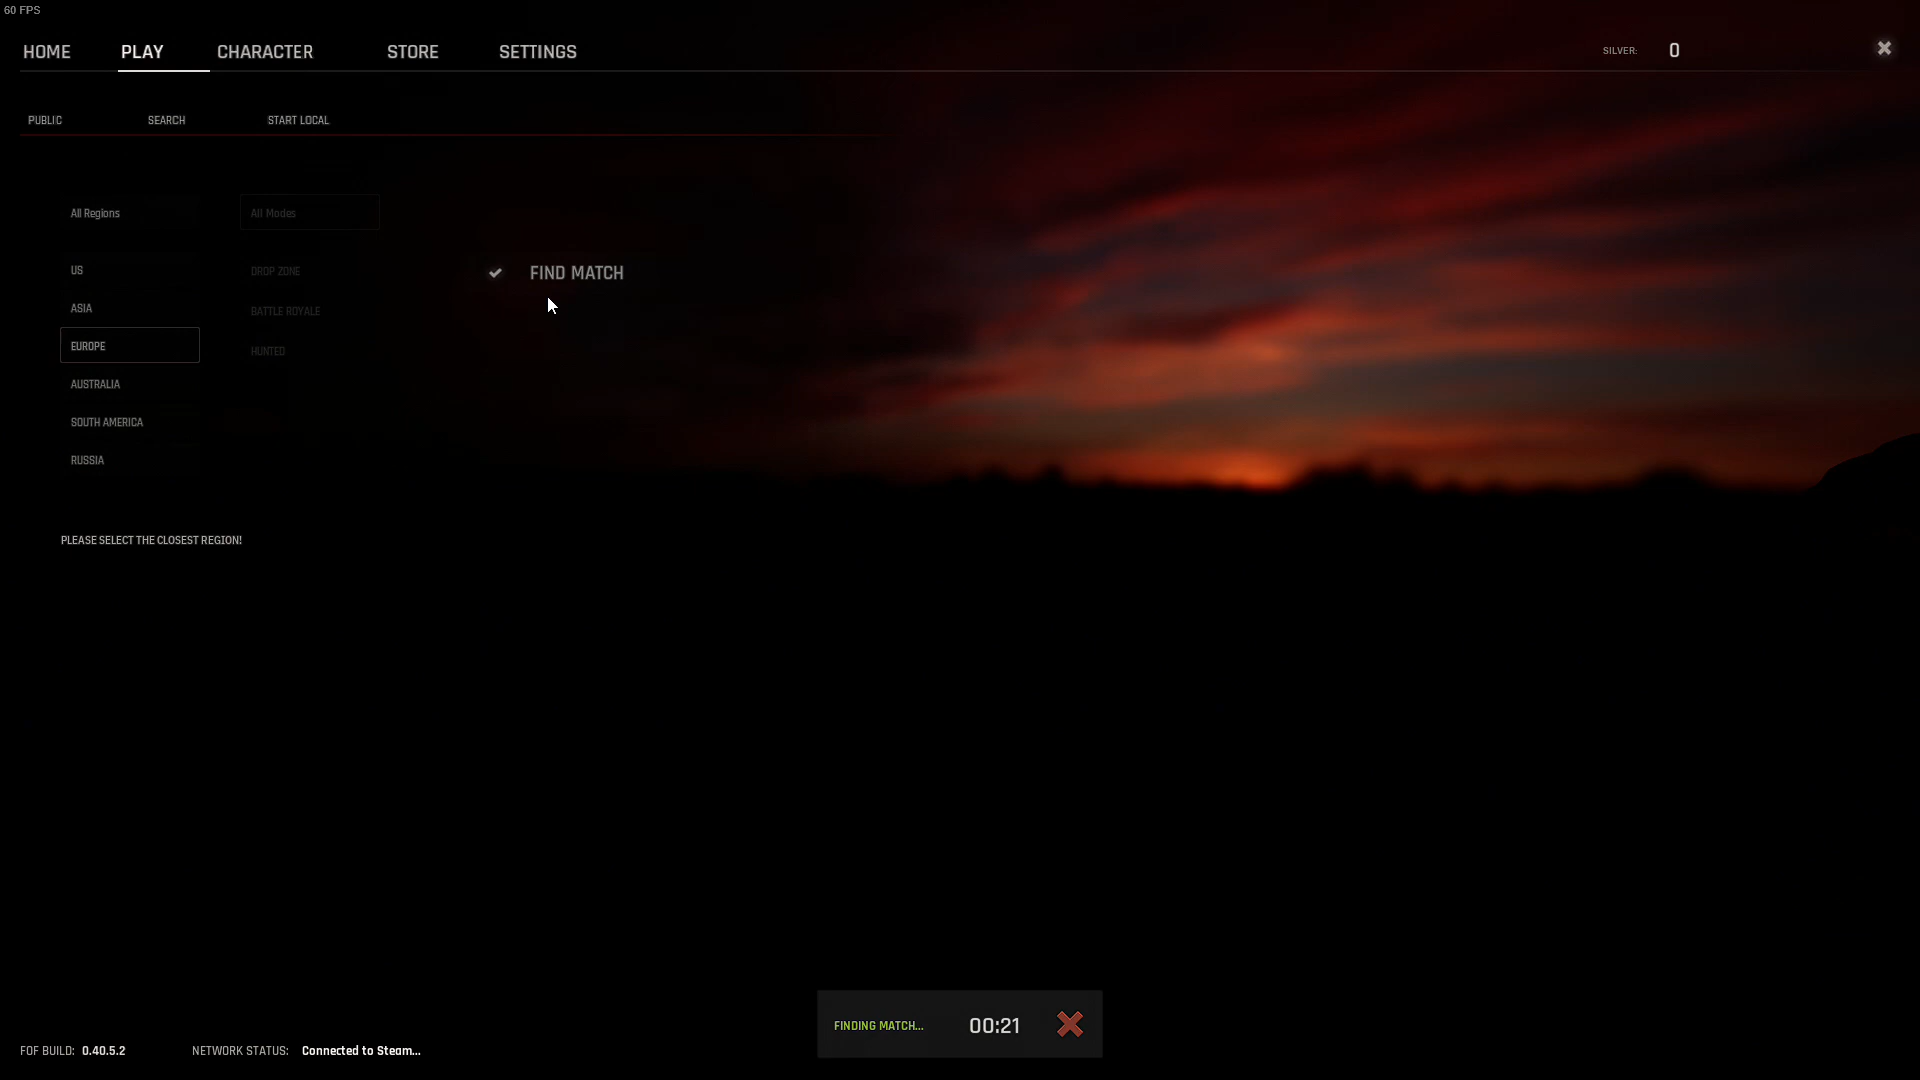 60 FPS
HOME PLAY CHARACTER STORE SETTINGS SILVER: 0
PUBLIC SEARCH START LOCAL
All Regions All Modes
US DROP ZONE FIND MATCH
ASIA BATTLE ROYALE
EUROPE HUNTED
AUSTRALIA
SOUTH AMERICA
RUSSIA
PLEASE SELECT THE CLOSEST REGION!
FINDING MATCH... 00:21
FOF BUILD: 0.40.5.2 NETWORK STATUS: Connected to Steam...